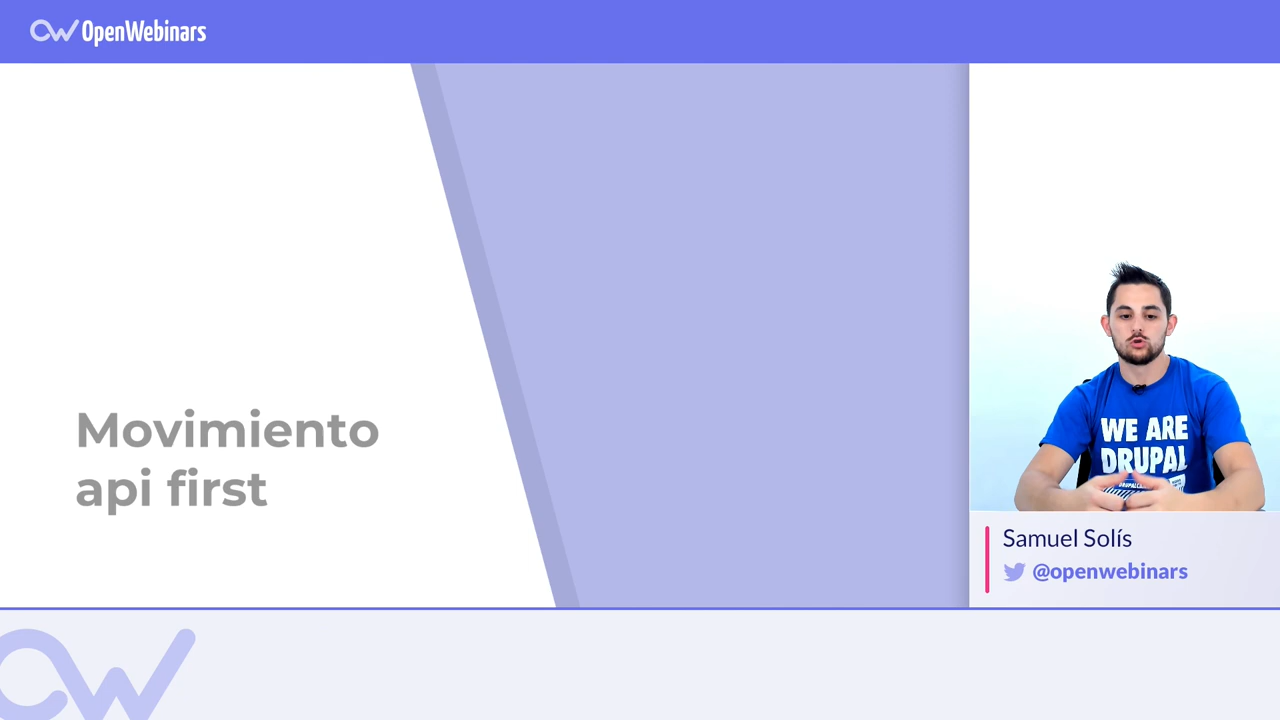 OpenWebinars
Movimiento
api first
WE ARE
DRUPAL
Samuel Solís
@openwebinars